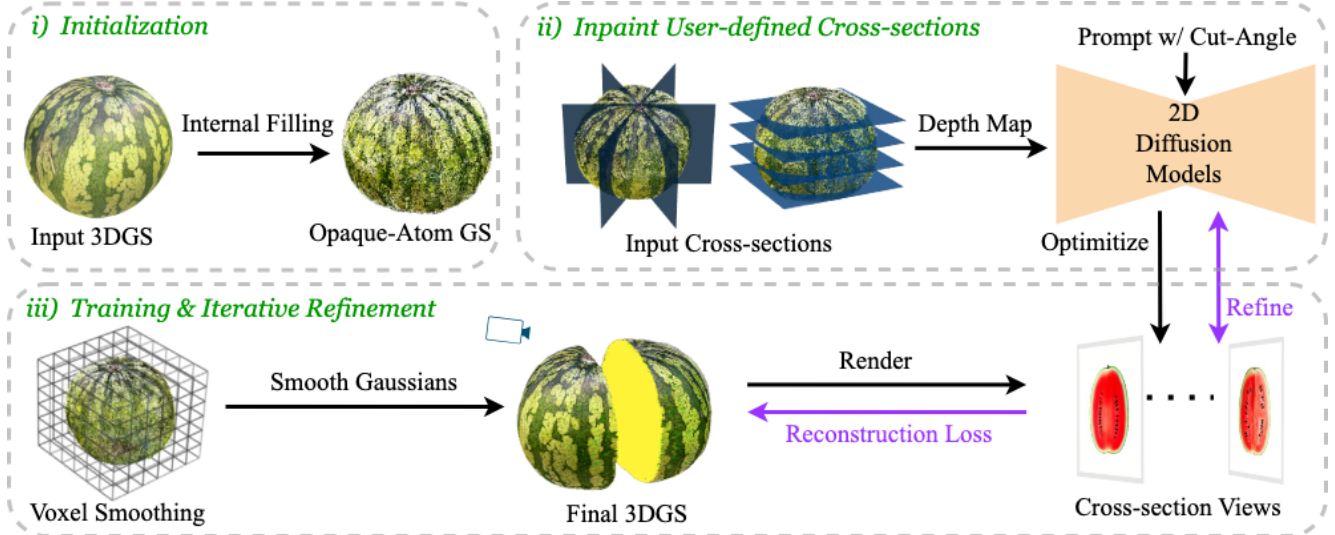 i) Initialization
Internal Filling
Input 3DGS
Opaque-Atom GS
ii) Inpaint User-defined Cross-sections
Prompt w/ Cut-Angle
Depth Map
2D
Diffusion
Models
Input Cross-sections
Optimitize
Refine
iii) Training & Iterative Refinement
Smooth Gaussians
Render
Reconstruction Loss
Voxel Smoothing
Final 3DGS
Cross-section Views